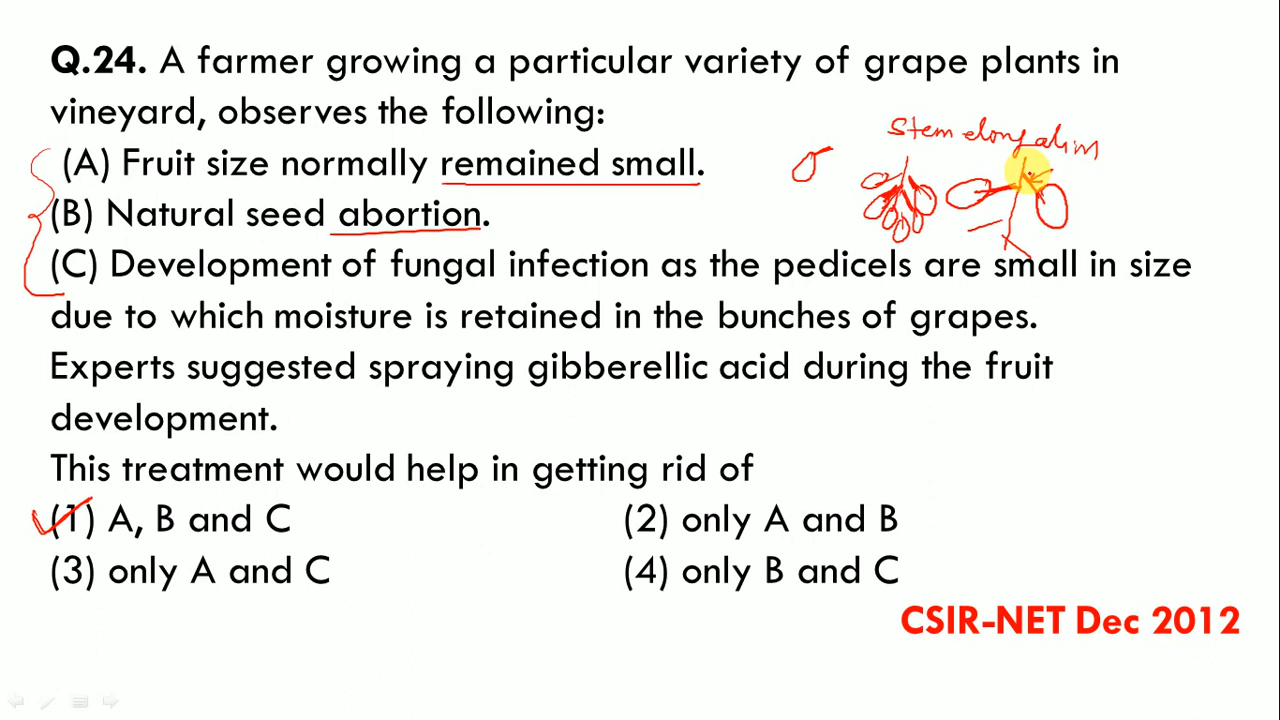 Q.24. A farmer growing a particular variety of grape plants in
vineyard, observes the following:
Stem elongation
(A) Fruit size normally remained small.
(B) Natural seed abortion.
(C) Development of fungal infection as the pedicels are small in size
due to which moisture is retained in the bunches of grapes.
Experts suggested spraying gibberellic acid during the fruit
development.
This treatment would help in getting rid of
(1) A, B and C
(2) only A and B
(3) only A and C
(4) only B and C
CSIR-NET Dec 2012